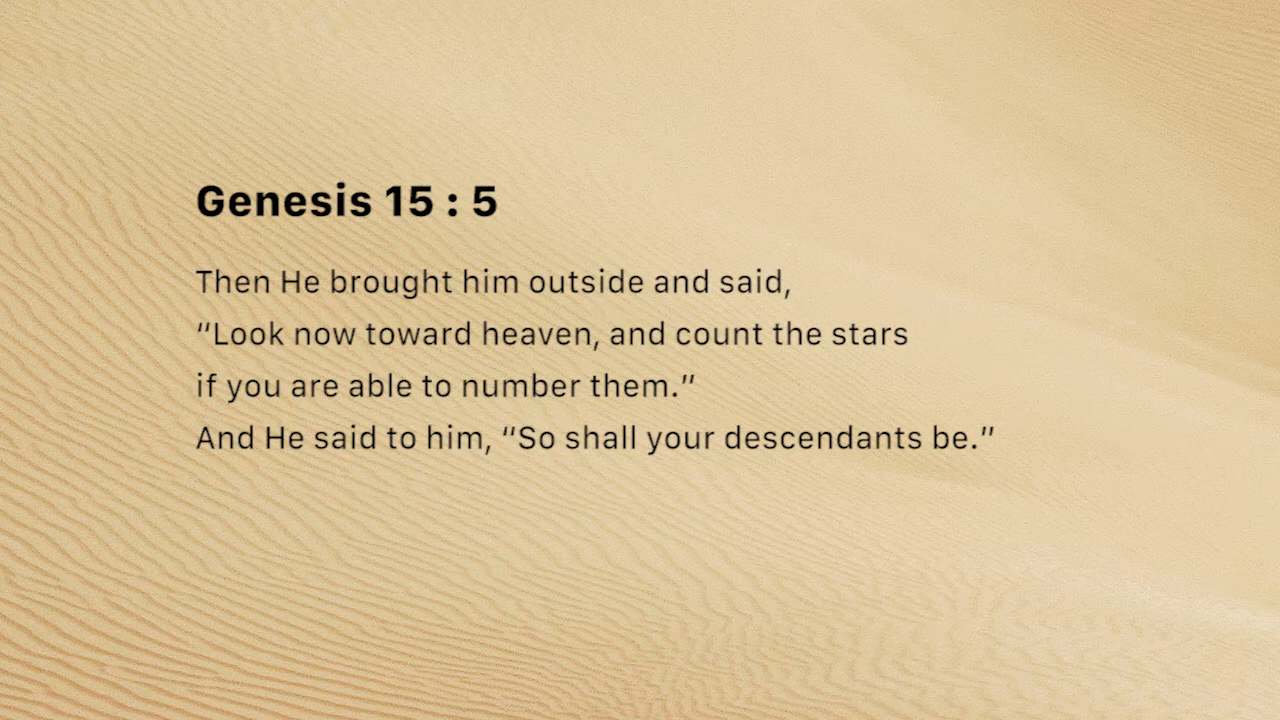 Genesis 15 : 5
Then He brought him outside and said,
“Look now toward heaven, and count the stars
if you are able to number them.”
And He said to him, “So shall your descendants be.”